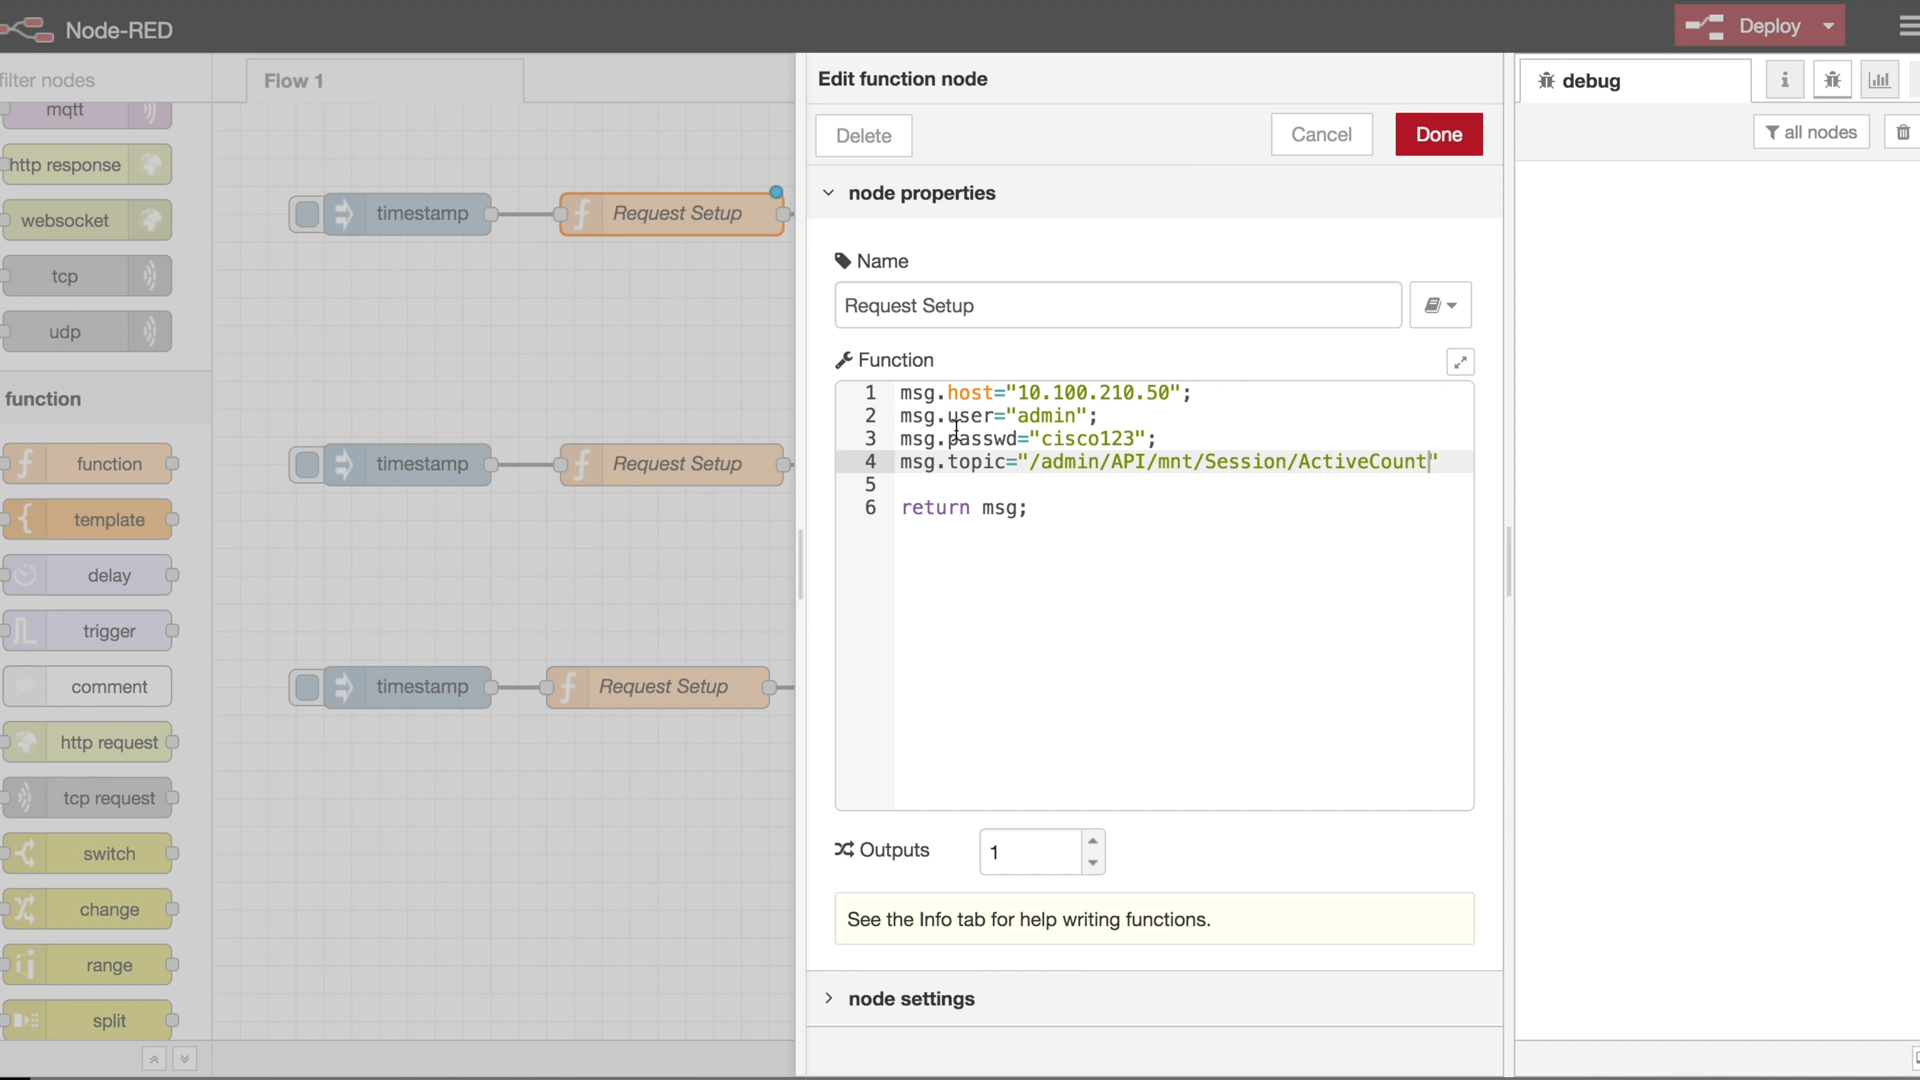 Node-RED
Deploy
filter nodes
Flow 1
mqtt
http response
websocket
tcp
udp
function
function
template
delay
trigger
comment
http request
tcp request
switch
change
range
split
timestamp
Request Setup
timestamp
Request Setup
timestamp
Request Setup
Edit function node
Delete
Cancel
Done
node properties
Name
Request Setup
Function
1 msg.host="10.100.210.50";
2 msg.user="admin";
3 msg.passwd="cisco123";
4 msg.topic="/admin/API/mnt/Session/ActiveCount"
5
6 return msg;
Outputs
1
See the Info tab for help writing functions.
node settings
debug
i
all nodes